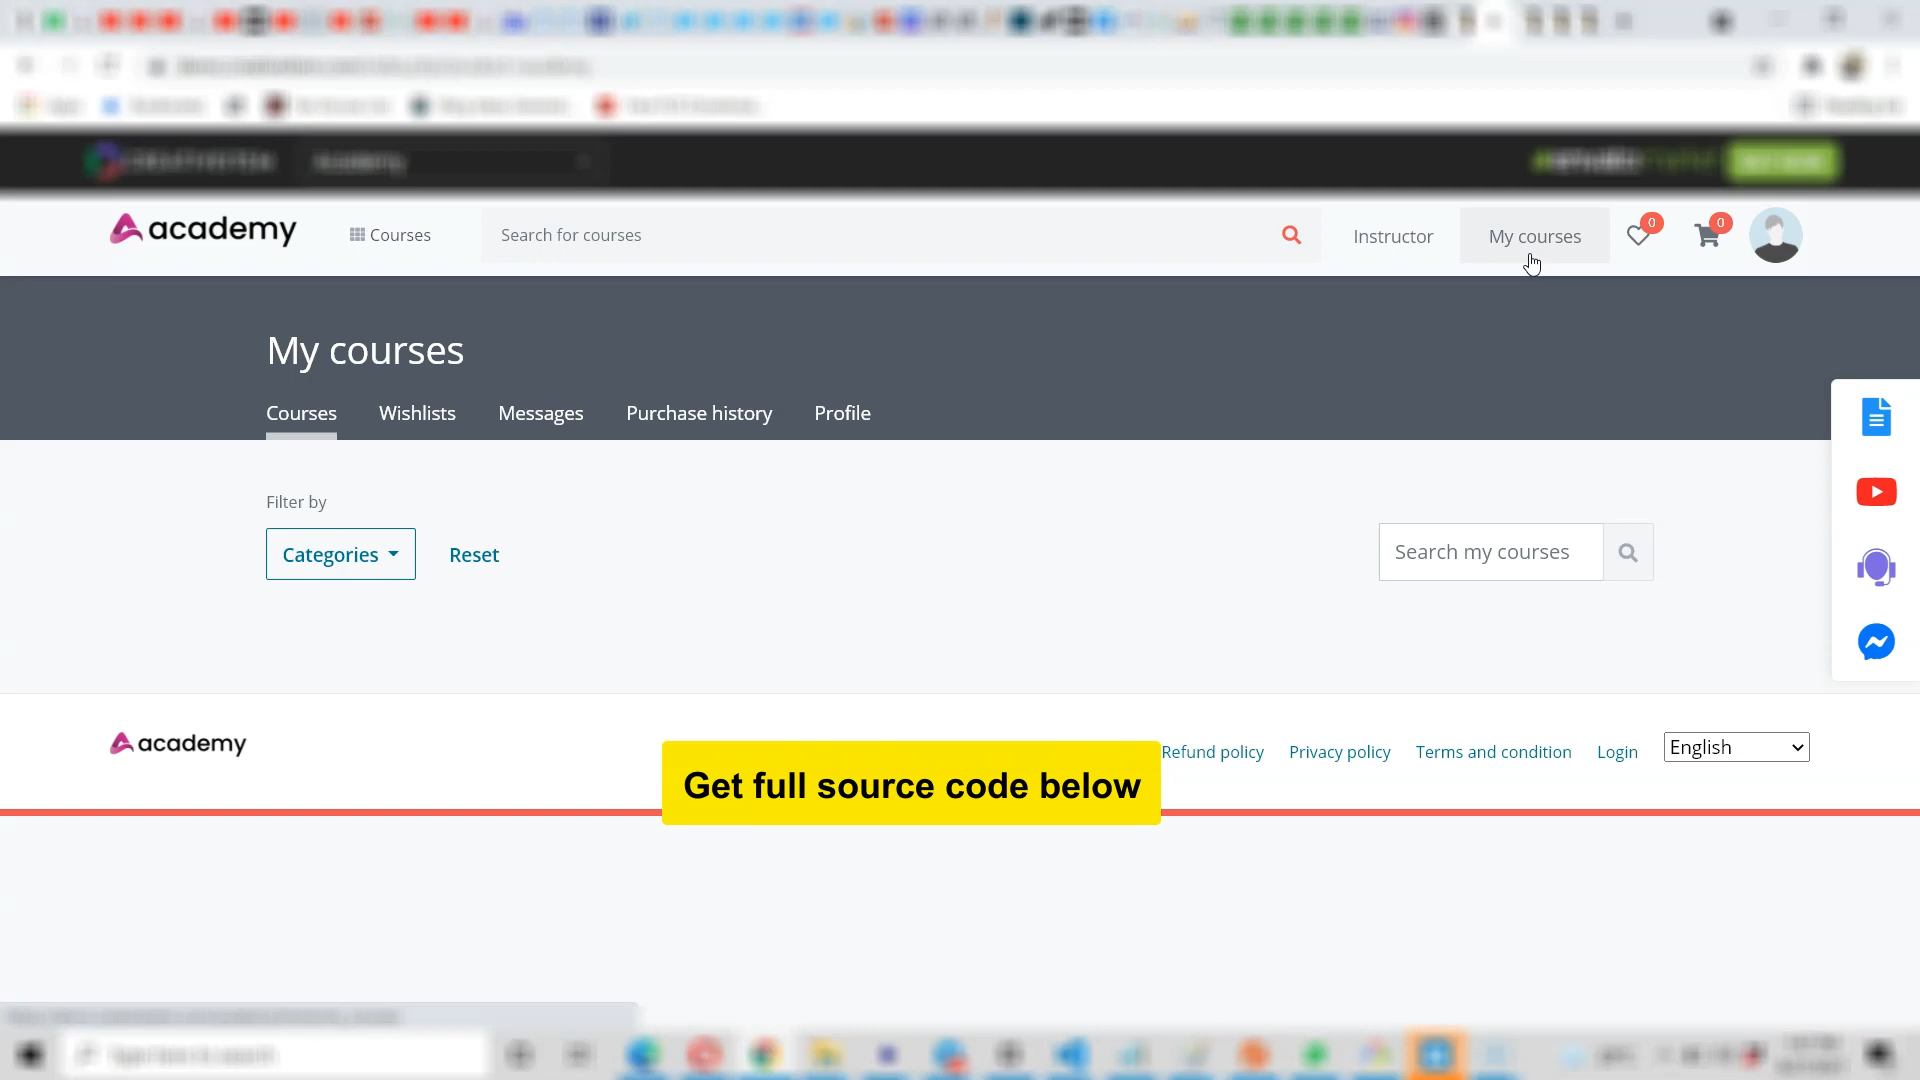 academy
Courses
Search for courses
Instructor
My courses
0
0
My courses
Courses
Wishlists
Messages
Purchase history
Profile
Filter by
Categories
Reset
Search my courses
academy
Refund policy
Privacy policy
Terms and condition
Login
English
Get full source code below